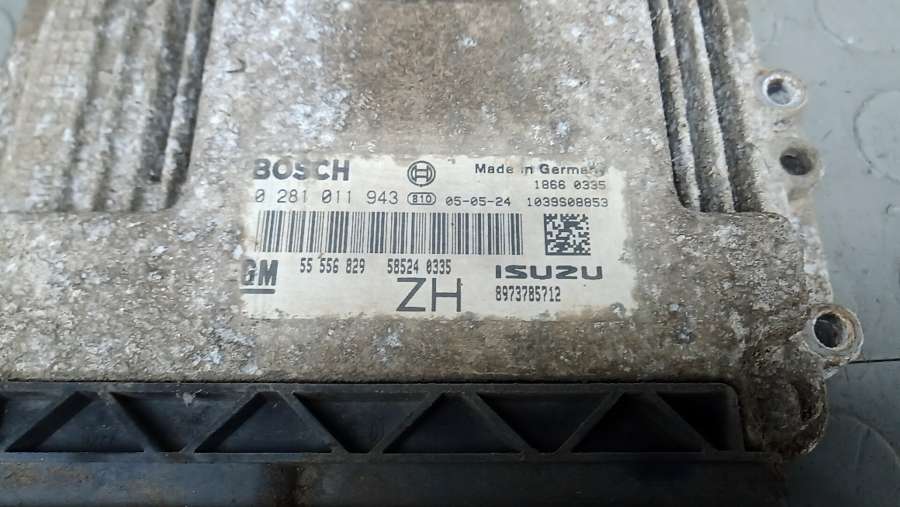 BOSCH Made in Germany
1866 0335
0 281 011 943 810 05-05-24 1039S08853
GM 55 556 829 58524 0335 ISUZU
ZH 8973785712